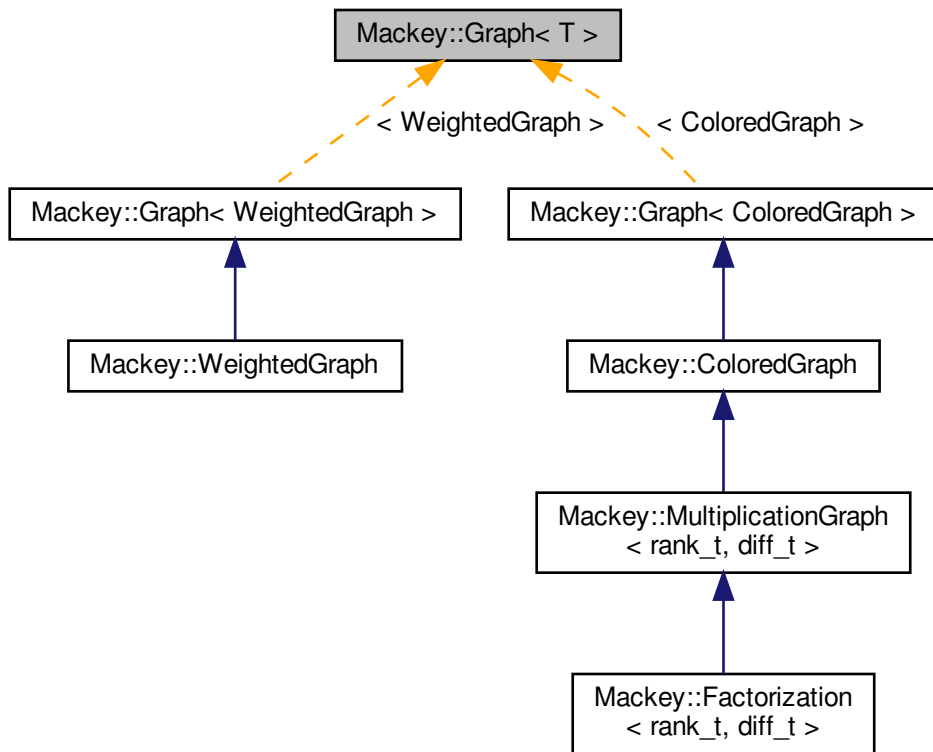 Mackey::Graph< T >
< WeightedGraph >
< ColoredGraph >
Mackey::Graph< WeightedGraph >
Mackey::Graph< ColoredGraph >
Mackey::WeightedGraph
Mackey::ColoredGraph
Mackey::MultiplicationGraph
< rank_t, diff_t >
Mackey::Factorization
< rank_t, diff_t >